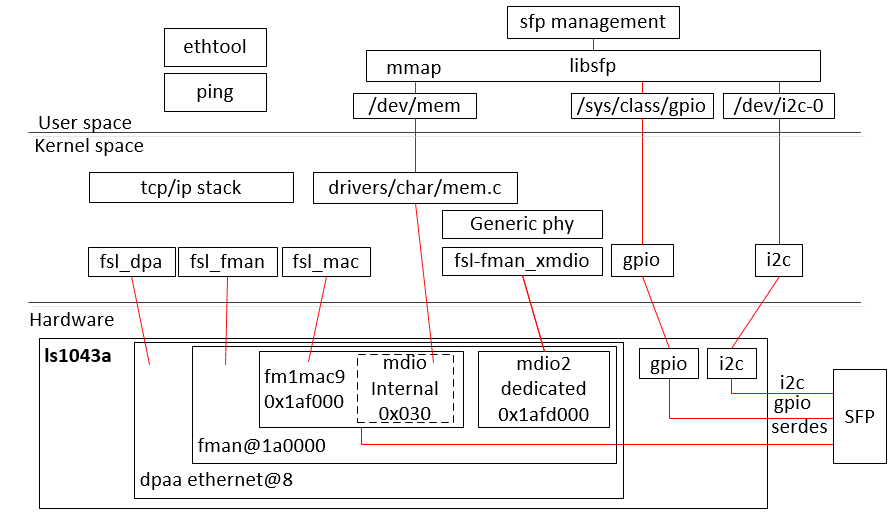 sfp management
ethtool
mmap
libsfp
ping
/dev/mem
/sys/class/gpio
/dev/i2c-0
User space
Kernel space
tcp/ip stack
drivers/char/mem.c
Generic phy
fsl_dpa
fsl_fman
fsl_mac
fsl-fman_xmdio
gpio
i2c
Hardware
ls1043a
fm1mac9
0x1af000
mdio
Internal
0x030
mdio2
dedicated
0x1afd000
gpio
i2c
i2c
gpio
serdes
SFP
fman@1a0000
dpaa ethernet@8